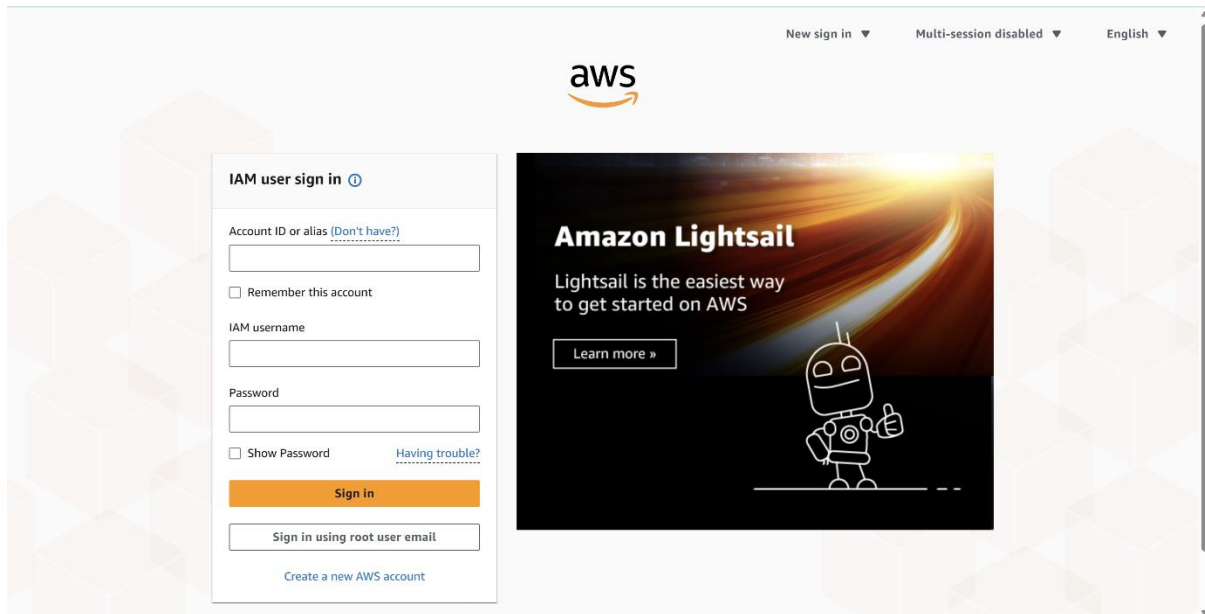 New sign in ▼ Multi-session disabled ▼ English ▼
aws
IAM user sign in
Account ID or alias (Don't have?)
Remember this account
IAM username
Password
Show Password Having trouble?
Sign in
Sign in using root user email
Create a new AWS account
Amazon Lightsail
Lightsail is the easiest way
to get started on AWS
Learn more »